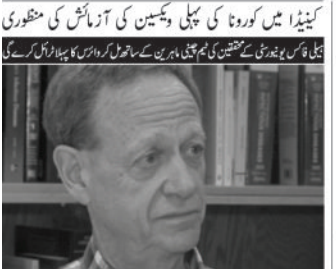 کینیڈا میں کورونا کی پہلی ویکسین کی آزمائش کی منظوری
ہیلی فاکس یونیورسٹی کے محققین کی ٹیم چینی ماہرین کے ساتھ مل کر وائرس کا پہلا ٹرائل کرے گی